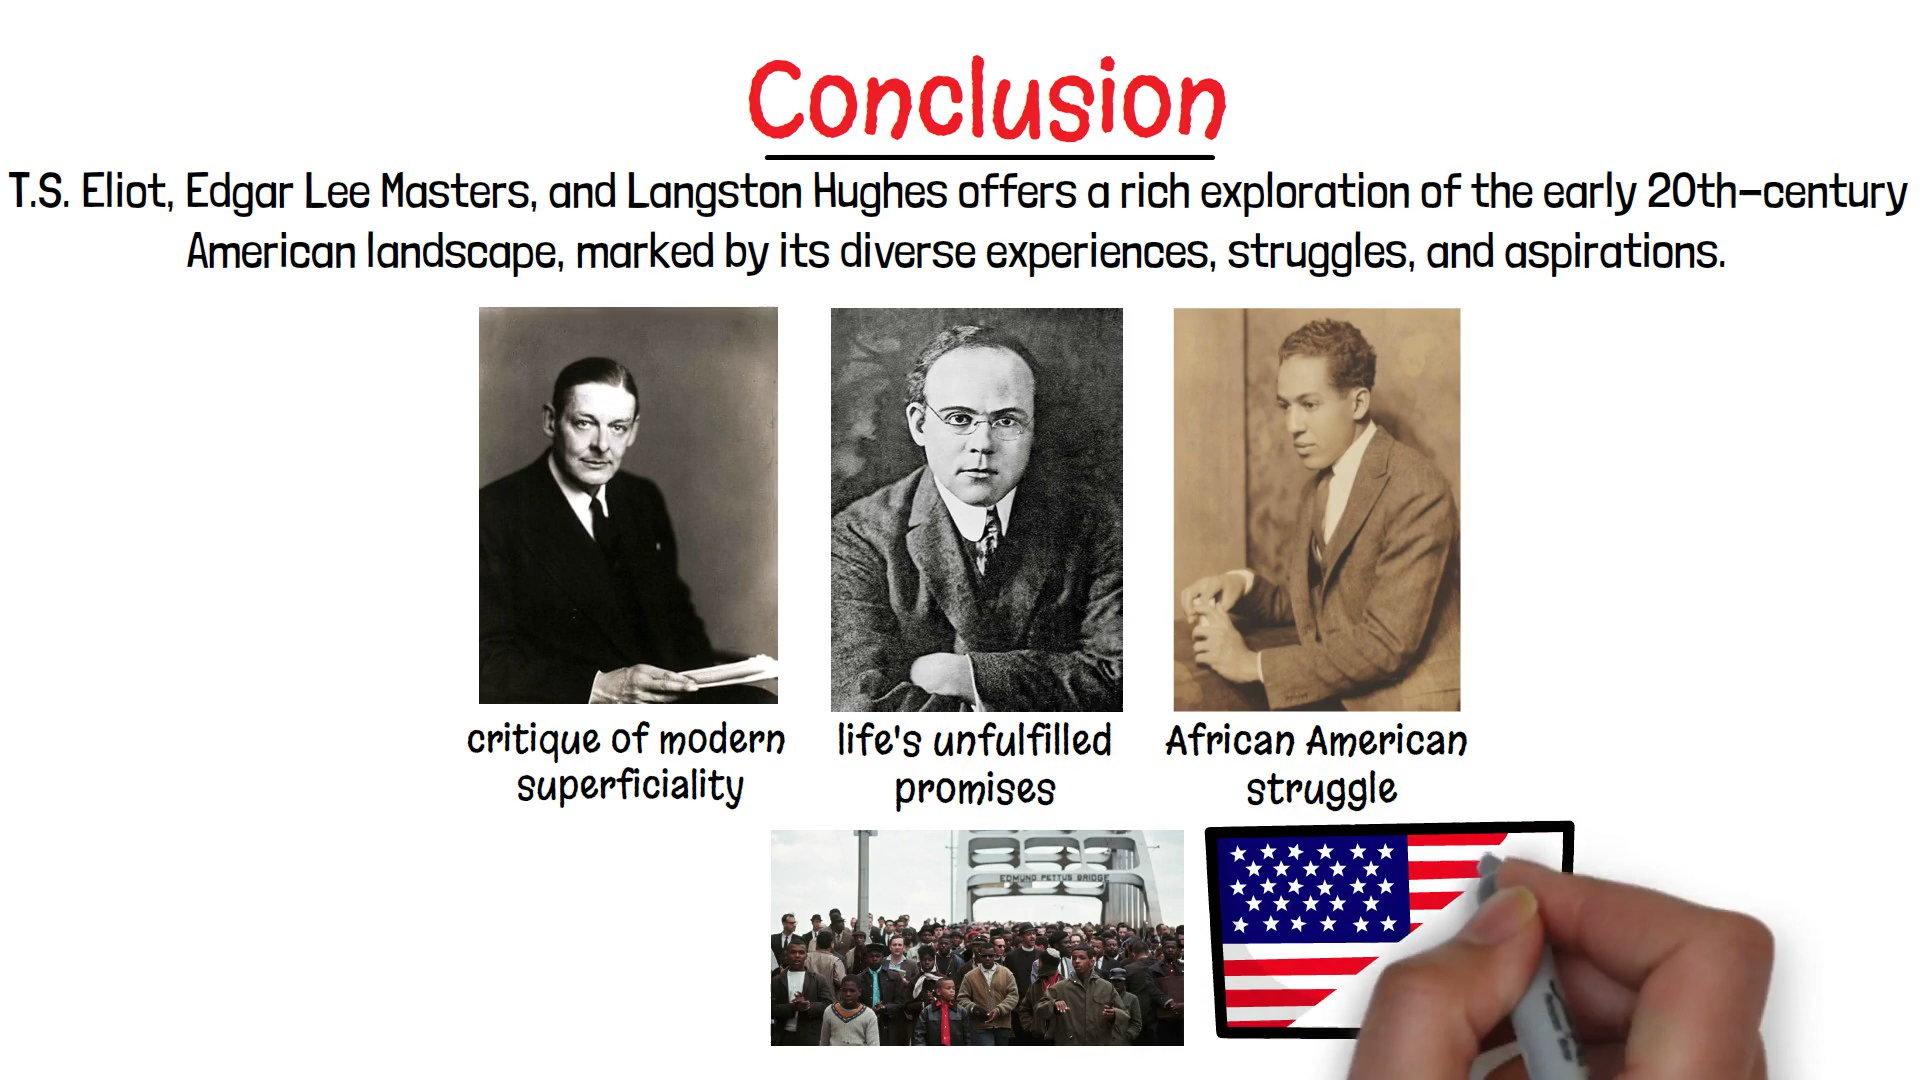 Conclusion
T.S. Eliot, Edgar Lee Masters, and Langston Hughes offers a rich exploration of the early 20th-century
American landscape, marked by its diverse experiences, struggles, and aspirations.
critique of modern
superficiality
life's unfulfilled
promises
African American
struggle
EDMUND PETTUS BRIDGE